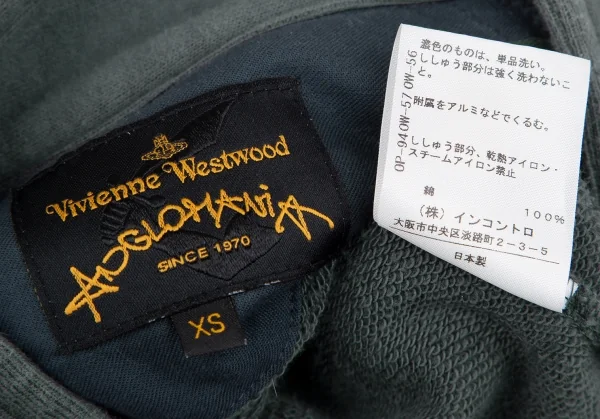 Vivienne Westwood
ANGLOMANIA
SINCE 1970
XS
濃色のものは、単品洗い。
ししゅう部分は強く洗わないこ
と。
附属をアルミなどでくるむ。
ししゅう部分、乾熱アイロン・
スチームアイロン禁止
綿 100%
(株) インコントロ
大阪市中央区淡路町2-3-5
日本製
OP-940W-570W-56